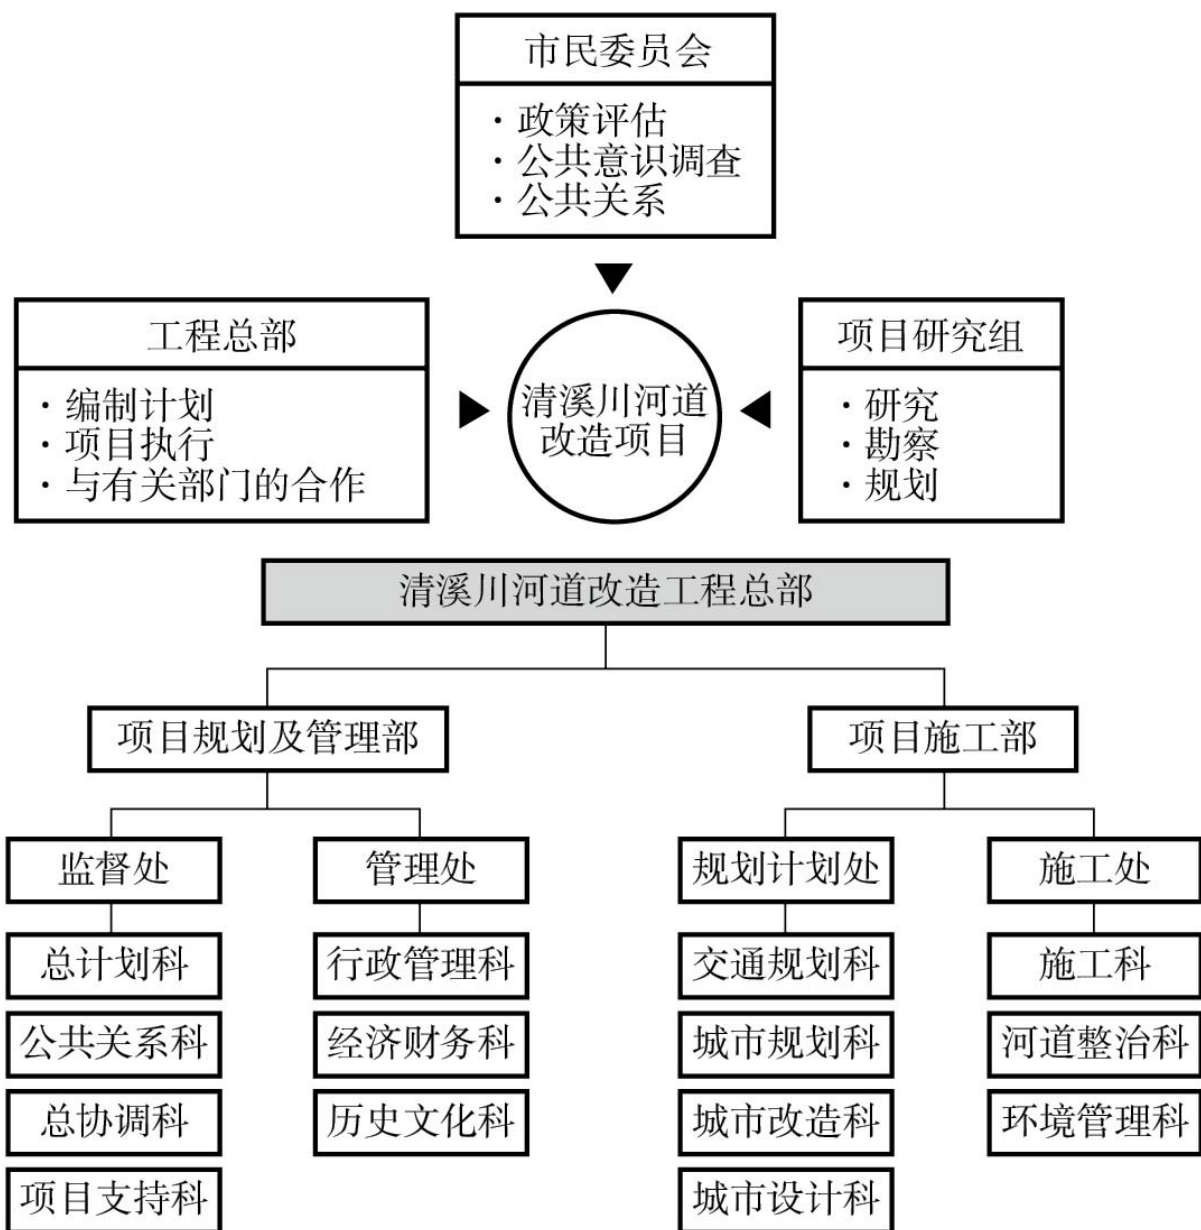 市民委员会
·政策评估
·公共意识调查
·公共关系
工程总部
·编制计划
·项目执行
·与有关部门的合作
清溪川河道
改造项目
项目研究组
·研究
·勘察
·规划
清溪川河道改造工程总部
项目规划及管理部
项目施工部
监督处
管理处
规划计划处
施工处
总计划科
行政管理科
交通规划科
施工科
公共关系科
经济财务科
城市规划科
河道整治科
总协调科
历史文化科
城市改造科
环境管理科
项目支持科
城市设计科